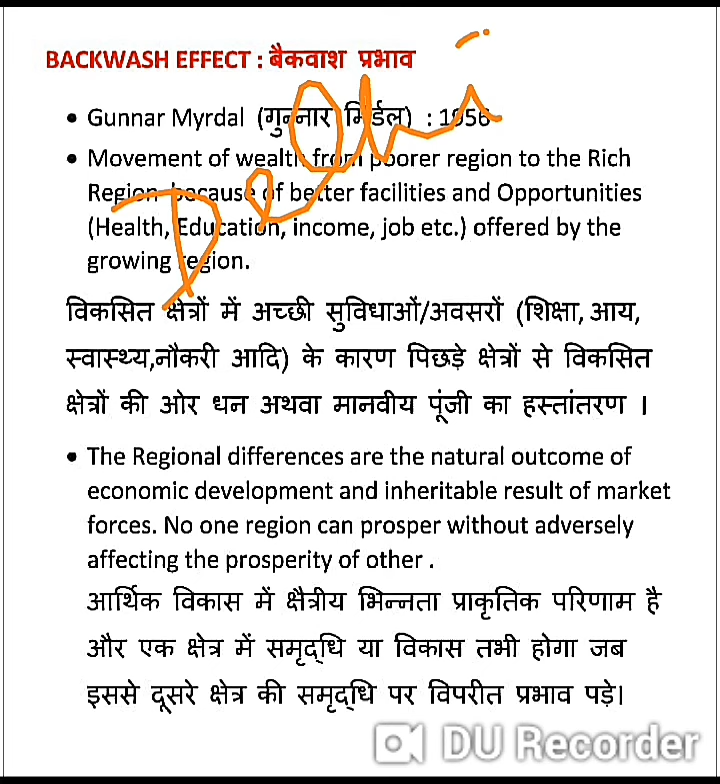 BACKWASH EFFECT : बैकवाश प्रभाव
• Gunnar Myrdal (गुन्नार मिर्डल) : 1956
• Movement of wealth from poorer region to the Rich
Region because of better facilities and Opportunities
(Health, Education, income, job etc.) offered by the
growing region.
Delhi
विकसित क्षेत्रों में अच्छी सुविधाओं/अवसरों (शिक्षा, आय,
स्वास्थ्य,नौकरी आदि) के कारण पिछड़े क्षेत्रों से विकसित
क्षेत्रों की ओर धन अथवा मानवीय पूंजी का हस्तांतरण ।
• The Regional differences are the natural outcome of
economic development and inheritable result of market
forces. No one region can prosper without adversely
affecting the prosperity of other .
आर्थिक विकास में क्षैत्रीय भिन्नता प्राकृतिक परिणाम है
और एक क्षेत्र में समृद्धि या विकास तभी होगा जब
इससे दूसरे क्षेत्र की समृद्धि पर विपरीत प्रभाव पड़े।
DU Recorder